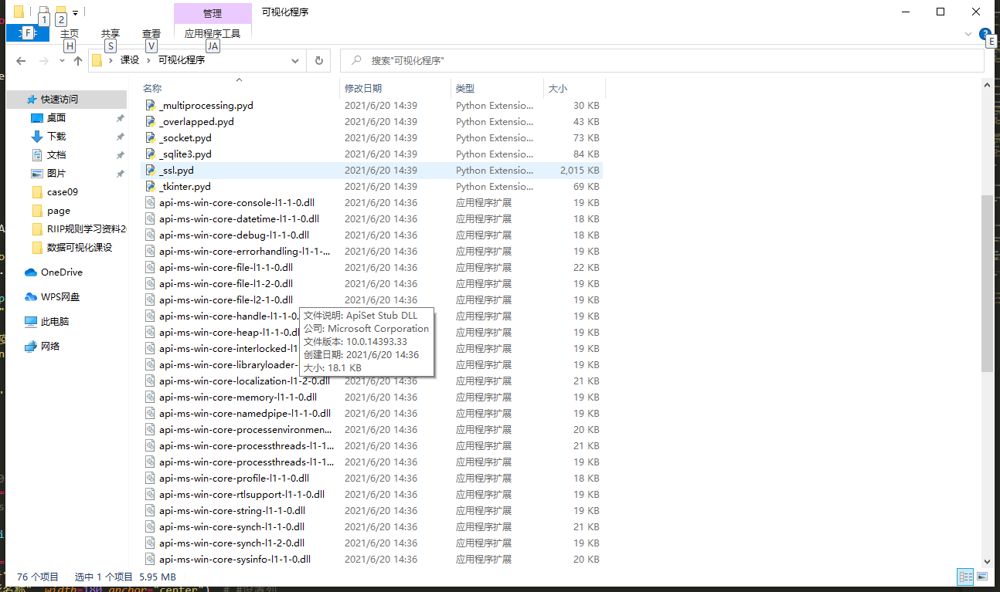 1 2 管理 可视化程序
F 主页 共享 查看 应用程序工具
H S V JA E
课设 › 可视化程序 搜索"可视化程序"
名称 修改日期 类型 大小
快速访问
桌面
下载
文档
图片
case09
page
RIIP规则学习资料2
数据可视化课设
OneDrive
WPS网盘
此电脑
网络
_multiprocessing.pyd 2021/6/20 14:39 Python Extensio... 30 KB
_overlapped.pyd 2021/6/20 14:39 Python Extensio... 43 KB
_socket.pyd 2021/6/20 14:39 Python Extensio... 73 KB
_sqlite3.pyd 2021/6/20 14:39 Python Extensio... 84 KB
_ssl.pyd 2021/6/20 14:39 Python Extensio... 2,015 KB
_tkinter.pyd 2021/6/20 14:39 Python Extensio... 69 KB
api-ms-win-core-console-l1-1-0.dll 2021/6/20 14:36 应用程序扩展 19 KB
api-ms-win-core-datetime-l1-1-0.dll 2021/6/20 14:36 应用程序扩展 18 KB
api-ms-win-core-debug-l1-1-0.dll 2021/6/20 14:36 应用程序扩展 18 KB
api-ms-win-core-errorhandling-l1-1-... 2021/6/20 14:36 应用程序扩展 19 KB
api-ms-win-core-file-l1-1-0.dll 2021/6/20 14:36 应用程序扩展 22 KB
api-ms-win-core-file-l1-2-0.dll 2021/6/20 14:36 应用程序扩展 19 KB
api-ms-win-core-file-l2-1-0.dll 2021/6/20 14:36 应用程序扩展 19 KB
api-ms-win-core-handle-l1-1-0. 应用程序扩展 19 KB
api-ms-win-core-heap-l1-1-0.dl 应用程序扩展 19 KB
api-ms-win-core-interlocked-l1 应用程序扩展 19 KB
api-ms-win-core-libraryloader- 应用程序扩展 19 KB
文件说明: ApiSet Stub DLL
公司: Microsoft Corporation
文件版本: 10.0.14393.33
创建日期: 2021/6/20 14:36
大小: 18.1 KB
api-ms-win-core-localization-l1-2-0.dll 2021/6/20 14:36 应用程序扩展 21 KB
api-ms-win-core-memory-l1-1-0.dll 2021/6/20 14:36 应用程序扩展 19 KB
api-ms-win-core-namedpipe-l1-1-0.dll 2021/6/20 14:36 应用程序扩展 19 KB
api-ms-win-core-processenvironmen... 2021/6/20 14:36 应用程序扩展 20 KB
api-ms-win-core-processthreads-l1-1... 2021/6/20 14:36 应用程序扩展 21 KB
api-ms-win-core-processthreads-l1-1... 2021/6/20 14:36 应用程序扩展 19 KB
api-ms-win-core-profile-l1-1-0.dll 2021/6/20 14:36 应用程序扩展 18 KB
api-ms-win-core-rtlsupport-l1-1-0.dll 2021/6/20 14:36 应用程序扩展 19 KB
api-ms-win-core-string-l1-1-0.dll 2021/6/20 14:36 应用程序扩展 19 KB
api-ms-win-core-synch-l1-1-0.dll 2021/6/20 14:36 应用程序扩展 21 KB
api-ms-win-core-synch-l1-2-0.dll 2021/6/20 14:36 应用程序扩展 19 KB
api-ms-win-core-sysinfo-l1-1-0.dll 2021/6/20 14:36 应用程序扩展 20 KB
76 个项目 选中 1 个项目 5.95 MB
名称", width=180 anchor="center") # #设置列